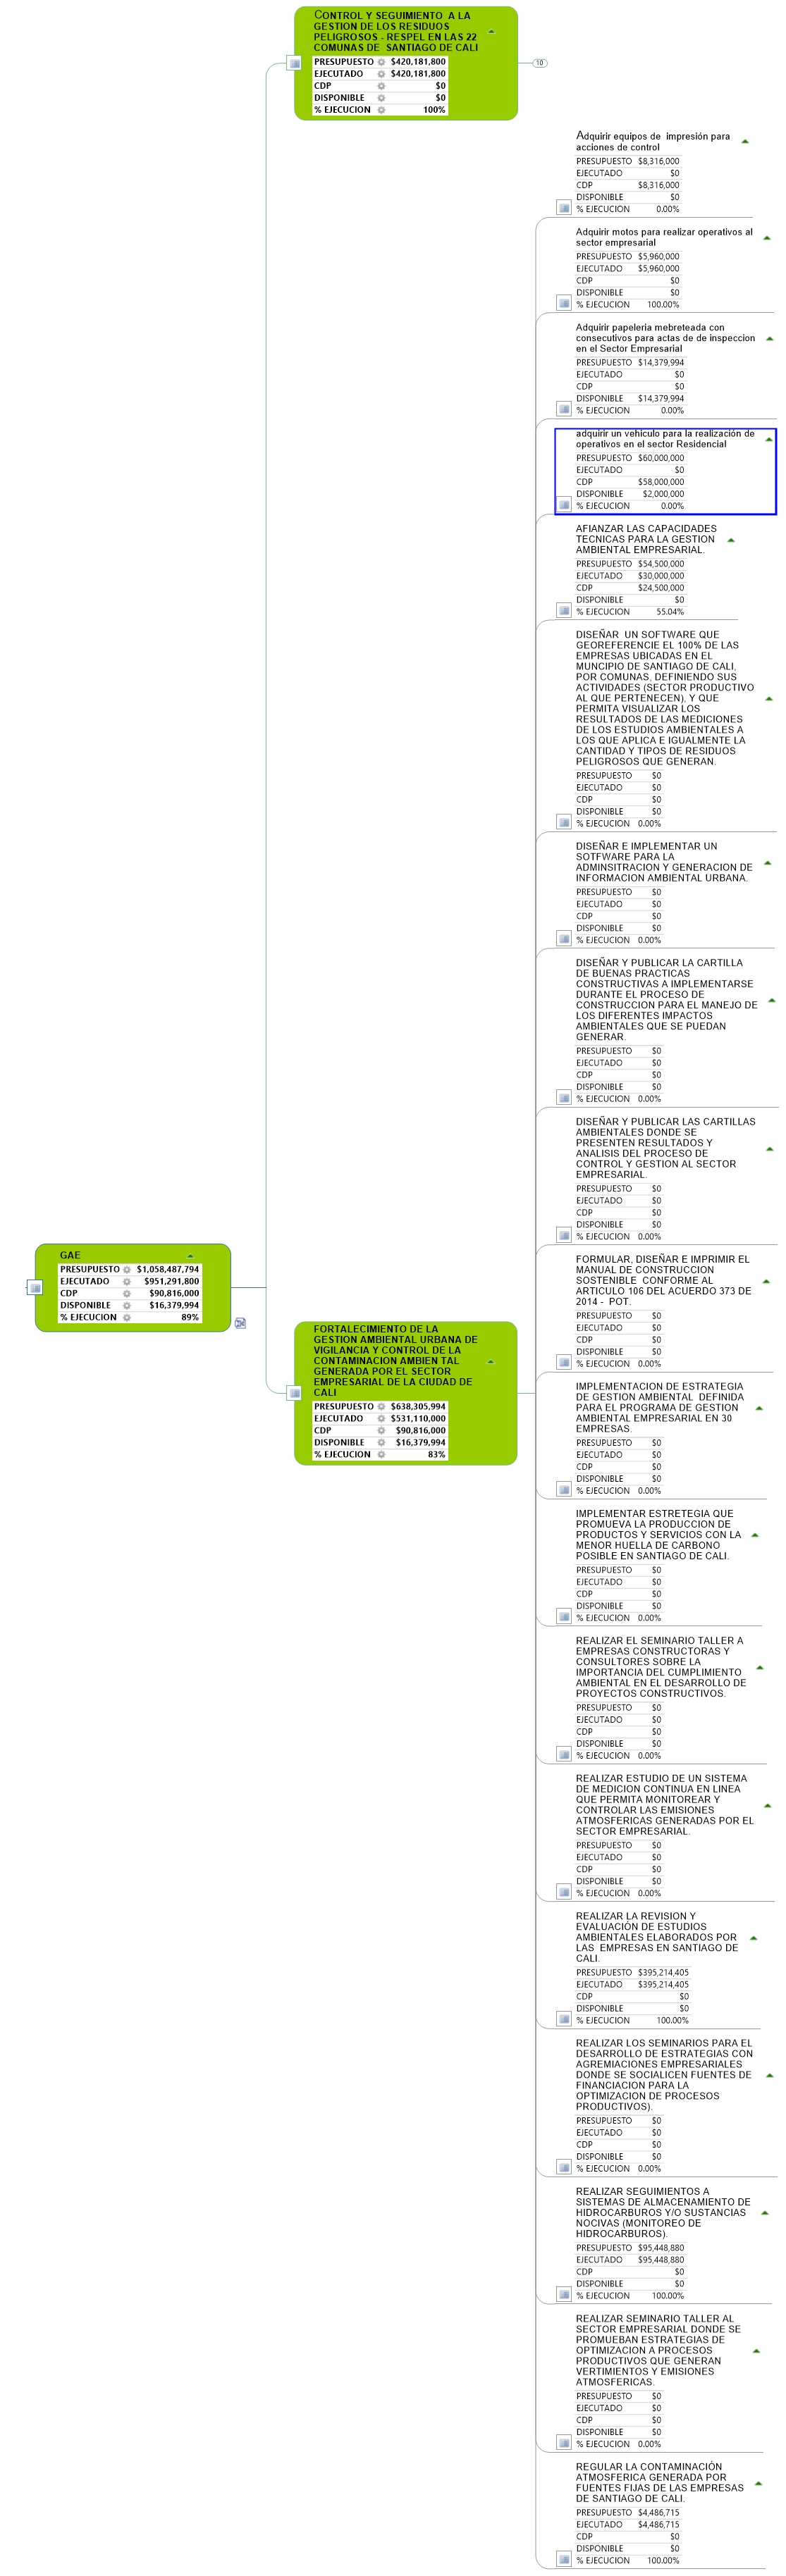 CONTROL Y SEGUIMIENTO A LA
GESTION DE LOS RESIDUOS
PELIGROSOS - RESPEL EN LAS 22
COMUNAS DE SANTIAGO DE CALI
PRESUPUESTO $420,181,800
EJECUTADO $420,181,800
CDP $0
DISPONIBLE $0
% EJECUCION 100%
10
Adquirir equipos de impresión para
acciones de control
PRESUPUESTO $8,316,000
EJECUTADO $0
CDP $8,316,000
DISPONIBLE $0
% EJECUCION 0.00%
Adquirir motos para realizar operativos al
sector empresarial
PRESUPUESTO $5,960,000
EJECUTADO $5,960,000
CDP $0
DISPONIBLE $0
% EJECUCION 100.00%
Adquirir papeleria mebreteada con
consecutivos para actas de de inspeccion
en el Sector Empresarial
PRESUPUESTO $14,379,994
EJECUTADO $0
CDP $0
DISPONIBLE $14,379,994
% EJECUCION 0.00%
adquirir un vehiculo para la realización de
operativos en el sector Residencial
PRESUPUESTO $60,000,000
EJECUTADO $0
CDP $58,000,000
DISPONIBLE $2,000,000
% EJECUCION 0.00%
AFIANZAR LAS CAPACIDADES
TECNICAS PARA LA GESTION
AMBIENTAL EMPRESARIAL.
PRESUPUESTO $54,500,000
EJECUTADO $30,000,000
CDP $24,500,000
DISPONIBLE $0
% EJECUCION 55.04%
DISEÑAR UN SOFTWARE QUE
GEOREFERENCIE EL 100% DE LAS
EMPRESAS UBICADAS EN EL
MUNCIPIO DE SANTIAGO DE CALI,
POR COMUNAS, DEFINIENDO SUS
ACTIVIDADES (SECTOR PRODUCTIVO
AL QUE PERTENECEN), Y QUE
PERMITA VISUALIZAR LOS
RESULTADOS DE LAS MEDICIONES
DE LOS ESTUDIOS AMBIENTALES A
LOS QUE APLICA E IGUALMENTE LA
CANTIDAD Y TIPOS DE RESIDUOS
PELIGROSOS QUE GENERAN.
PRESUPUESTO $0
EJECUTADO $0
CDP $0
DISPONIBLE $0
% EJECUCION 0.00%
DISEÑAR E IMPLEMENTAR UN
SOTFWARE PARA LA
ADMINSITRACION Y GENERACION DE
INFORMACION AMBIENTAL URBANA.
PRESUPUESTO $0
EJECUTADO $0
CDP $0
DISPONIBLE $0
% EJECUCION 0.00%
DISEÑAR Y PUBLICAR LA CARTILLA
DE BUENAS PRACTICAS
CONSTRUCTIVAS A IMPLEMENTARSE
DURANTE EL PROCESO DE
CONSTRUCCION PARA EL MANEJO DE
LOS DIFERENTES IMPACTOS
AMBIENTALES QUE SE PUEDAN
GENERAR.
PRESUPUESTO $0
EJECUTADO $0
CDP $0
DISPONIBLE $0
% EJECUCION 0.00%
DISEÑAR Y PUBLICAR LAS CARTILLAS
AMBIENTALES DONDE SE
PRESENTEN RESULTADOS Y
ANALISIS DEL PROCESO DE
CONTROL Y GESTION AL SECTOR
EMPRESARIAL.
PRESUPUESTO $0
EJECUTADO $0
CDP $0
DISPONIBLE $0
% EJECUCION 0.00%
GAE
PRESUPUESTO $1,058,487,794
EJECUTADO $951,291,800
CDP $90,816,000
DISPONIBLE $16,379,994
% EJECUCION 89%
FORMULAR, DISEÑAR E IMPRIMIR EL
MANUAL DE CONSTRUCCION
SOSTENIBLE CONFORME AL
ARTICULO 106 DEL ACUERDO 373 DE
2014 - POT.
PRESUPUESTO $0
EJECUTADO $0
CDP $0
DISPONIBLE $0
% EJECUCION 0.00%
FORTALECIMIENTO DE LA
GESTION AMBIENTAL URBANA DE
VIGILANCIA Y CONTROL DE LA
CONTAMINACION AMBIEN TAL
GENERADA POR EL SECTOR
EMPRESARIAL DE LA CIUDAD DE
CALI
PRESUPUESTO $638,305,994
EJECUTADO $531,110,000
CDP $90,816,000
DISPONIBLE $16,379,994
% EJECUCION 83%
IMPLEMENTACION DE ESTRATEGIA
DE GESTION AMBIENTAL DEFINIDA
PARA EL PROGRAMA DE GESTION
AMBIENTAL EMPRESARIAL EN 30
EMPRESAS.
PRESUPUESTO $0
EJECUTADO $0
CDP $0
DISPONIBLE $0
% EJECUCION 0.00%
IMPLEMENTAR ESTRETEGIA QUE
PROMUEVA LA PRODUCCION DE
PRODUCTOS Y SERVICIOS CON LA
MENOR HUELLA DE CARBONO
POSIBLE EN SANTIAGO DE CALI.
PRESUPUESTO $0
EJECUTADO $0
CDP $0
DISPONIBLE $0
% EJECUCION 0.00%
REALIZAR EL SEMINARIO TALLER A
EMPRESAS CONSTRUCTORAS Y
CONSULTORES SOBRE LA
IMPORTANCIA DEL CUMPLIMIENTO
AMBIENTAL EN EL DESARROLLO DE
PROYECTOS CONSTRUCTIVOS.
PRESUPUESTO $0
EJECUTADO $0
CDP $0
DISPONIBLE $0
% EJECUCION 0.00%
REALIZAR ESTUDIO DE UN SISTEMA
DE MEDICION CONTINUA EN LINEA
QUE PERMITA MONITOREAR Y
CONTROLAR LAS EMISIONES
ATMOSFERICAS GENERADAS POR EL
SECTOR EMPRESARIAL.
PRESUPUESTO $0
EJECUTADO $0
CDP $0
DISPONIBLE $0
% EJECUCION 0.00%
REALIZAR LA REVISION Y
EVALUACIÓN DE ESTUDIOS
AMBIENTALES ELABORADOS POR
LAS EMPRESAS EN SANTIAGO DE
CALI.
PRESUPUESTO $395,214,405
EJECUTADO $395,214,405
CDP $0
DISPONIBLE $0
% EJECUCION 100.00%
REALIZAR LOS SEMINARIOS PARA EL
DESARROLLO DE ESTRATEGIAS CON
AGREMIACIONES EMPRESARIALES
DONDE SE SOCIALICEN FUENTES DE
FINANCIACION PARA LA
OPTIMIZACION DE PROCESOS
PRODUCTIVOS).
PRESUPUESTO $0
EJECUTADO $0
CDP $0
DISPONIBLE $0
% EJECUCION 0.00%
REALIZAR SEGUIMIENTOS A
SISTEMAS DE ALMACENAMIENTO DE
HIDROCARBUROS Y/O SUSTANCIAS
NOCIVAS (MONITOREO DE
HIDROCARBUROS).
PRESUPUESTO $95,448,880
EJECUTADO $95,448,880
CDP $0
DISPONIBLE $0
% EJECUCION 100.00%
REALIZAR SEMINARIO TALLER AL
SECTOR EMPRESARIAL DONDE SE
PROMUEBAN ESTRATEGIAS DE
OPTIMIZACION A PROCESOS
PRODUCTIVOS QUE GENERAN
VERTIMIENTOS Y EMISIONES
ATMOSFERICAS.
PRESUPUESTO $0
EJECUTADO $0
CDP $0
DISPONIBLE $0
% EJECUCION 0.00%
REGULAR LA CONTAMINACIÓN
ATMOSFERICA GENERADA POR
FUENTES FIJAS DE LAS EMPRESAS
DE SANTIAGO DE CALI.
PRESUPUESTO $4,486,715
EJECUTADO $4,486,715
CDP $0
DISPONIBLE $0
% EJECUCION 100.00%